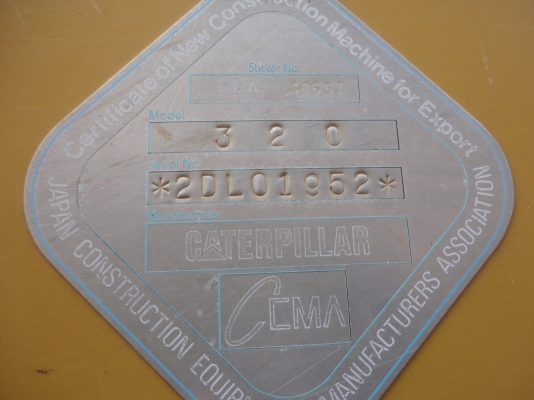 Certificate of New Construction Machine for Export
Sticker No.
Model
3 2 0
Serial No
*2DL01952*
Manufacturer
CATERPILLAR
CEMA
JAPAN CONSTRUCTION EQUIPM MANUFACTURERS ASSOCIATION